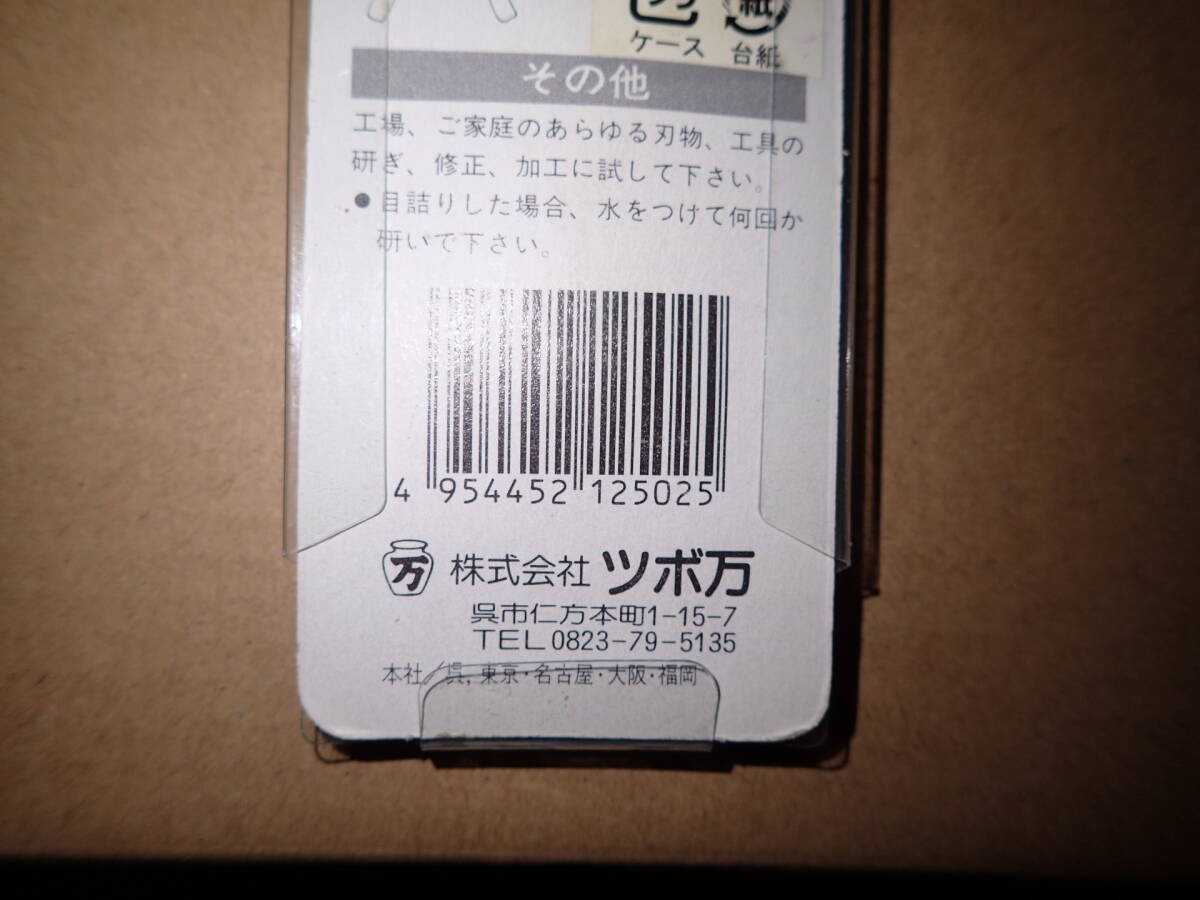 紙
ケース 台紙
その他
工場、ご家庭のあらゆる刃物、工具の
研ぎ、修正、加工に試して下さい。
●目詰りした場合、水をつけて何回か
研いで下さい。
4 954452 125025
万 株式会社 ツボ万
呉市仁方本町1-15-7
TEL0823-79-5135
本社/呉, 東京・名古屋・大阪・福岡